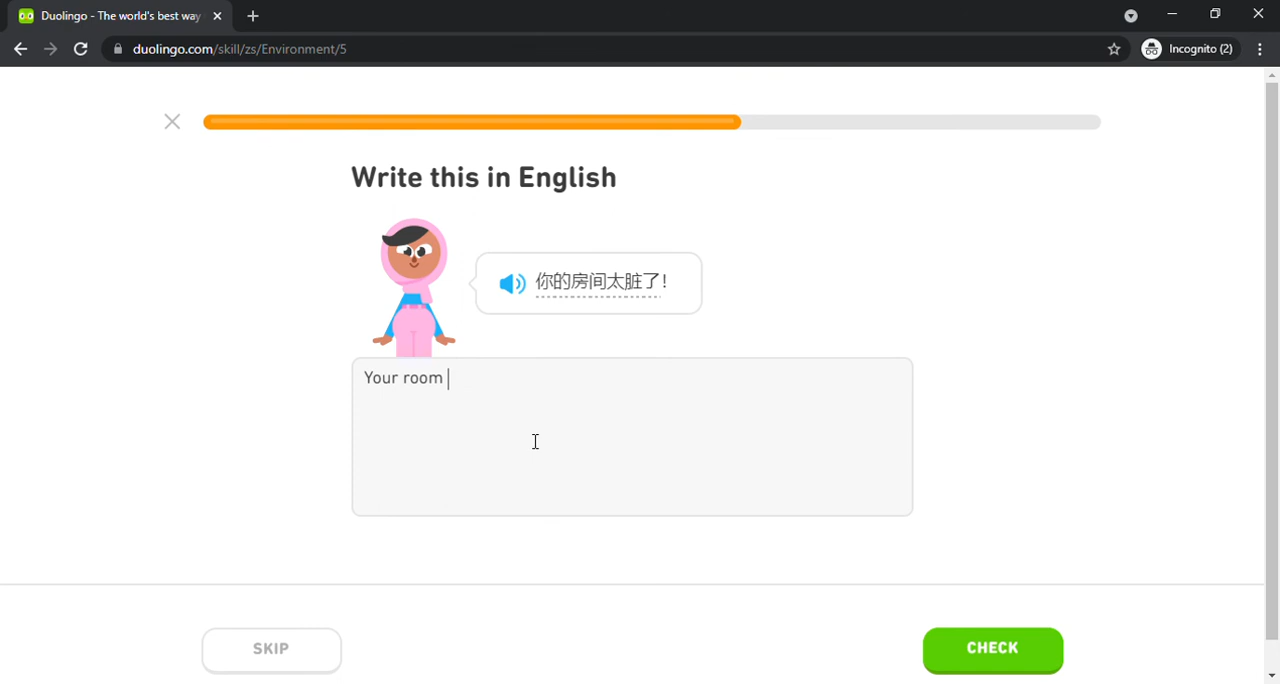 Duolingo - The world's best way
duolingo.com/skill/zs/Environment/5
Incognito (2)
Write this in English
你的房间太脏了!
Your room
SKIP
CHECK